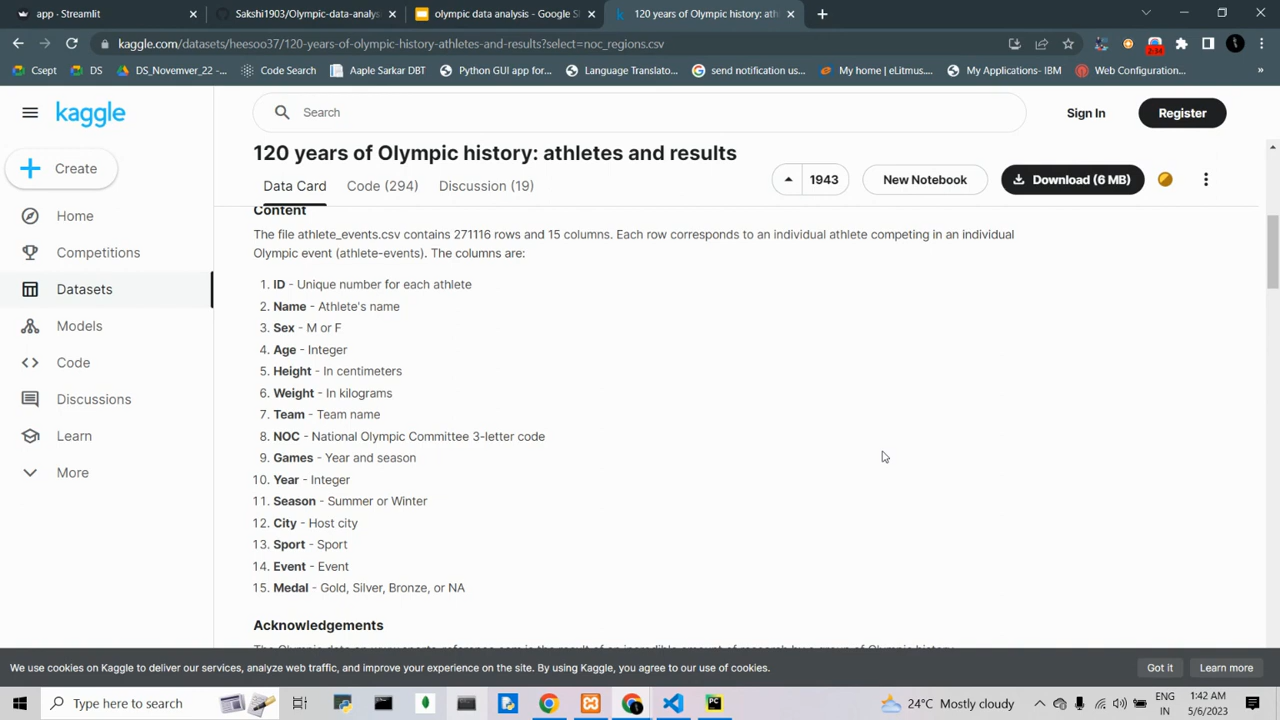 app · Streamlit
Sakshi1903/Olympic-data-analysi
olympic data analysis - Google Sl
120 years of Olympic history: ath
kaggle.com/datasets/heesoo37/120-years-of-olympic-history-athletes-and-results?select=noc_regions.csv
2:34
Csept
DS
DS_Novemver_22 -...
Code Search
Aaple Sarkar DBT
Python GUI app for...
Language Translato...
send notification us...
My home | eLitmus....
My Applications- IBM
Web Configuration...
»
kaggle
Search
Sign In
Register
120 years of Olympic history: athletes and results
Create
Data Card
Code (294)
Discussion (19)
1943
New Notebook
Download (6 MB)
Home
Competitions
Datasets
Models
Code
Discussions
Learn
More
Content
The file athlete_events.csv contains 271116 rows and 15 columns. Each row corresponds to an individual athlete competing in an individual
Olympic event (athlete-events). The columns are:
1. ID - Unique number for each athlete
2. Name - Athlete's name
3. Sex - M or F
4. Age - Integer
5. Height - In centimeters
6. Weight - In kilograms
7. Team - Team name
8. NOC - National Olympic Committee 3-letter code
9. Games - Year and season
10. Year - Integer
11. Season - Summer or Winter
12. City - Host city
13. Sport - Sport
14. Event - Event
15. Medal - Gold, Silver, Bronze, or NA
Acknowledgements
We use cookies on Kaggle to deliver our services, analyze web traffic, and improve your experience on the site. By using Kaggle, you agree to our use of cookies.
Got it
Learn more
Type here to search
PC
24°C Mostly cloudy
ENG
IN
1:42 AM
5/6/2023